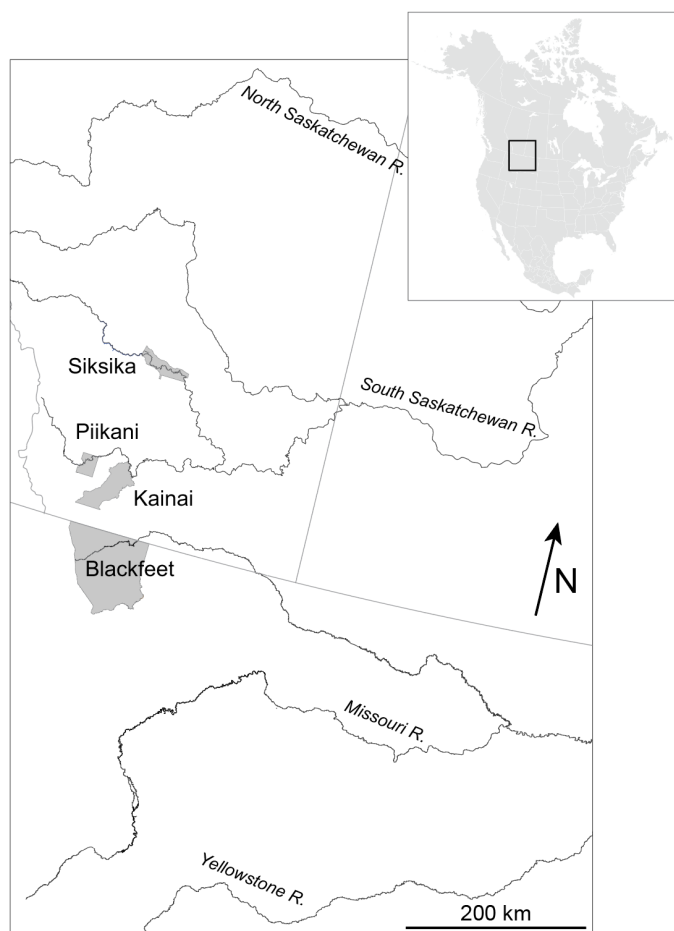 North Saskatchewan R.
Siksika
South Saskatchewan R.
Piikani
Kainai
Blackfeet
N
Missouri R.
Yellowstone R.
200 km